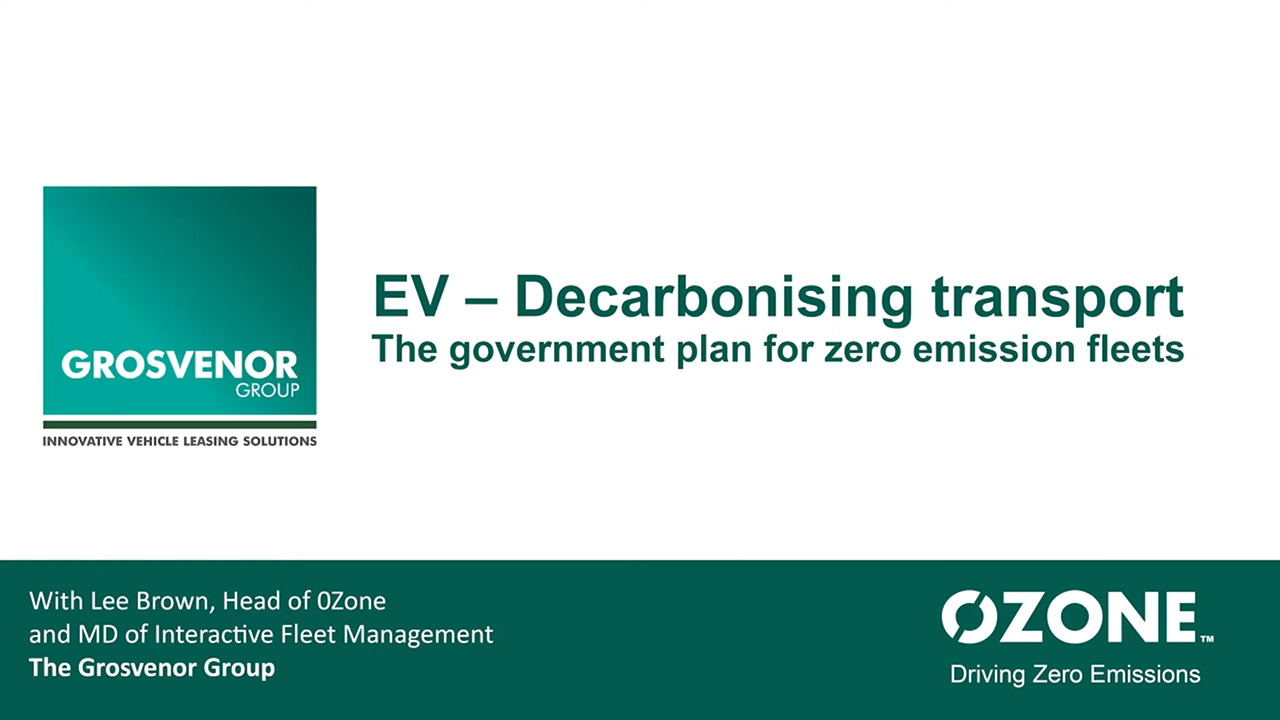 GROSVENOR
GROUP
INNOVATIVE VEHICLE LEASING SOLUTIONS
EV – Decarbonising transport
The government plan for zero emission fleets
With Lee Brown, Head of 0Zone
and MD of Interactive Fleet Management
The Grosvenor Group
0ZONE™
Driving Zero Emissions